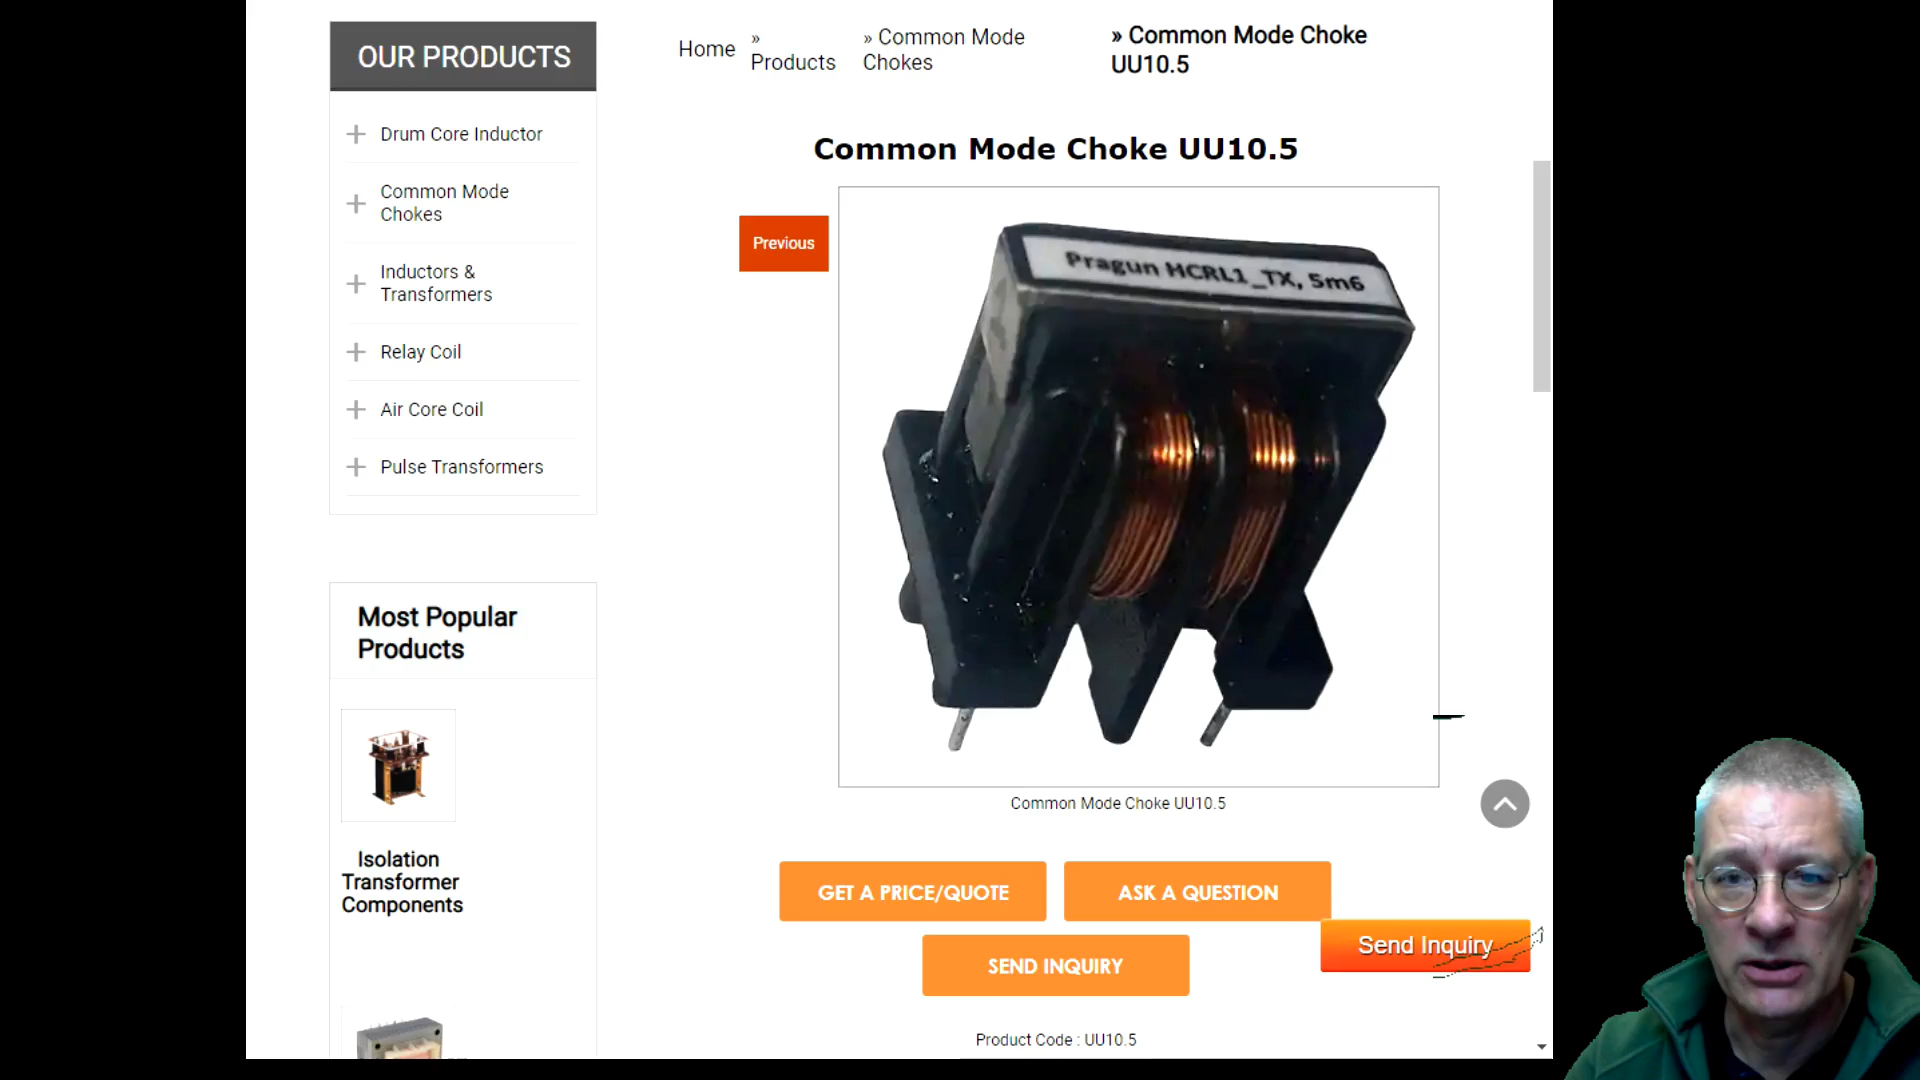 OUR PRODUCTS
Drum Core Inductor
Common Mode
Chokes
Inductors &
Transformers
Relay Coil
Air Core Coil
Pulse Transformers
Most Popular
Products
Isolation
Transformer
Components
Home
»
Products
» Common Mode
Chokes
» Common Mode Choke
UU10.5
Common Mode Choke UU10.5
Previous
Pragun HCRL1_TX, 5m6
Common Mode Choke UU10.5
GET A PRICE/QUOTE
ASK A QUESTION
SEND INQUIRY
Send Inquiry
Product Code : UU10.5